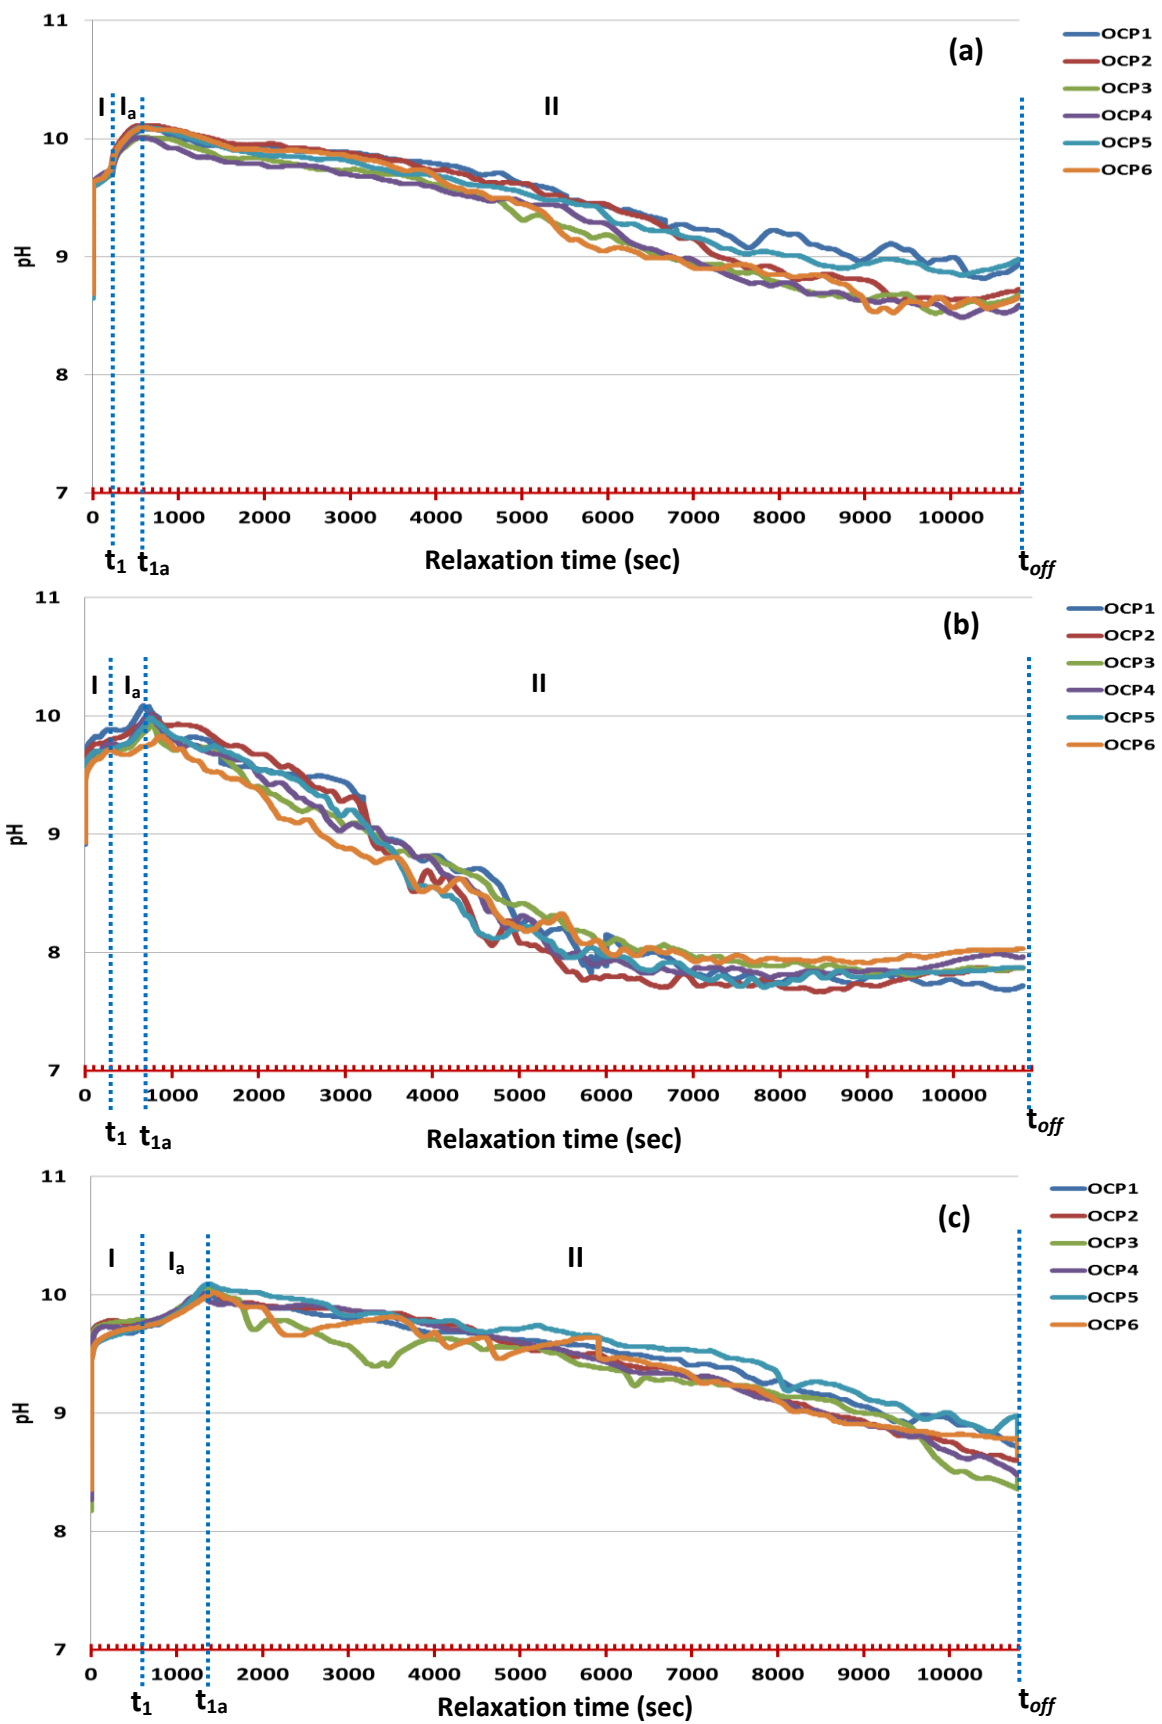 11
(a)
OCP1
OCP2
OCP3
OCP4
OCP5
OCP6
I Ia II
10
9
pH
8
7
0 1000 2000 3000 4000 5000 6000 7000 8000 9000 10000
t1 t1a Relaxation time (sec) toff
11
(b)
OCP1
OCP2
OCP3
OCP4
OCP5
OCP6
I Ia II
10
9
pH
8
7
0 1000 2000 3000 4000 5000 6000 7000 8000 9000 10000
t1 t1a Relaxation time (sec) toff
11
(c)
OCP1
OCP2
OCP3
OCP4
OCP5
OCP6
I Ia II
10
9
pH
8
7
0 1000 2000 3000 4000 5000 6000 7000 8000 9000 10000
t1 t1a Relaxation time (sec) toff